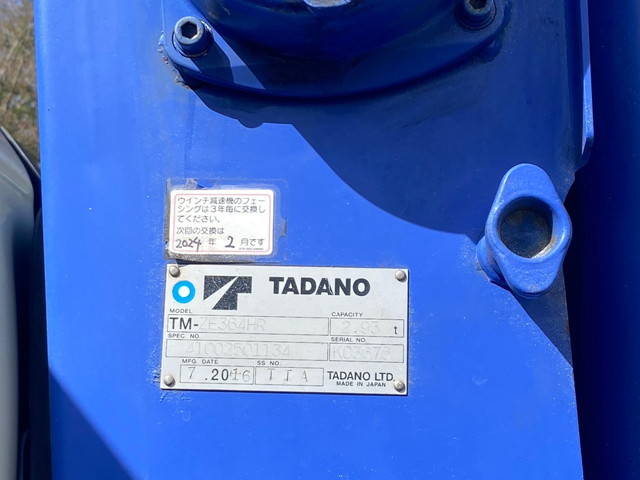 ウインチ減速機のフェー
シングは3年毎に交換し
てください。
次回の交換は
2024 年 2 月です
TADANO
MODEL
TM-ZE364HR
CAPACITY
2.93 t
SPEC. NO.
SERIAL NO.
MFG. DATE
7.2016
SS NO.
TTA
TADANO LTD.
MADE IN JAPAN